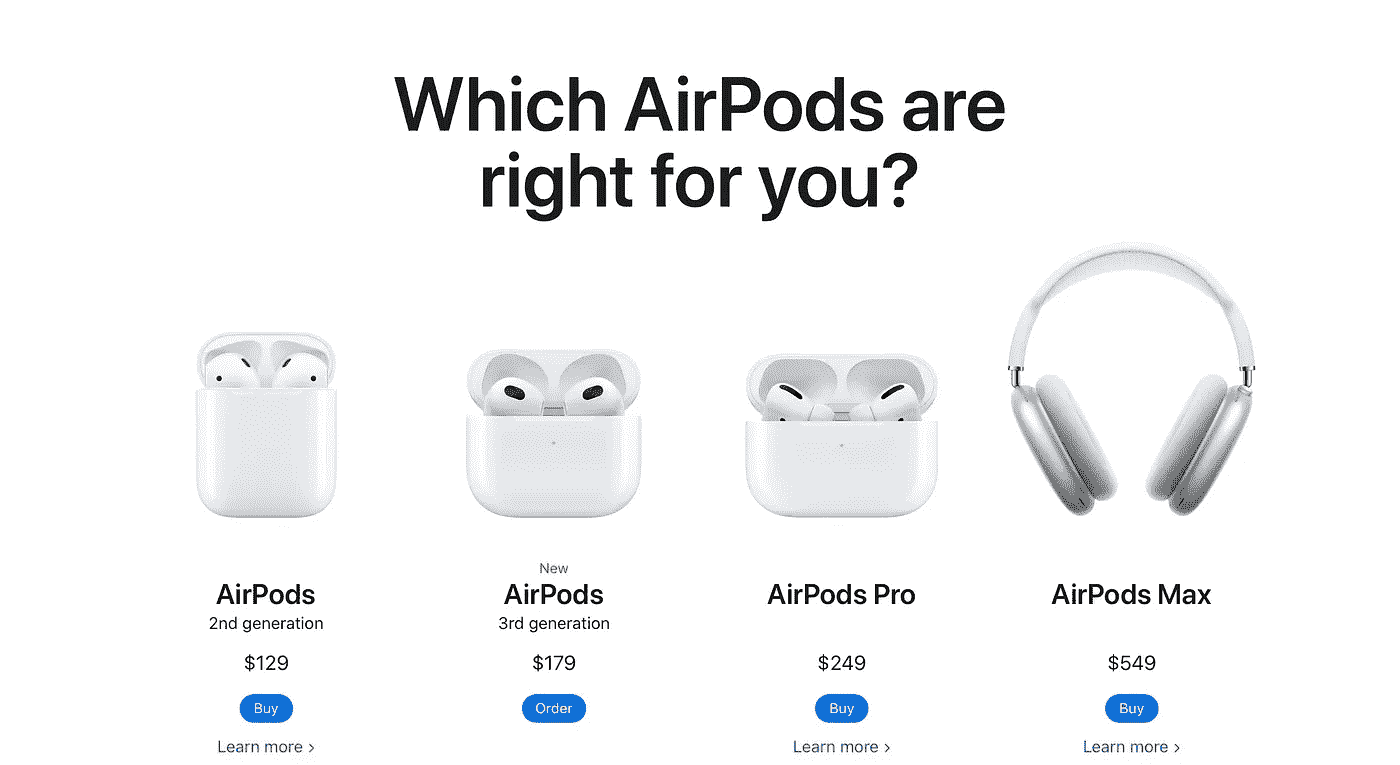 Which AirPods are
right for you?
AirPods
2nd generation
$129
Buy
Learn more >
New
AirPods
3rd generation
$179
Order
AirPods Pro
$249
Buy
Learn more >
AirPods Max
$549
Buy
Learn more >